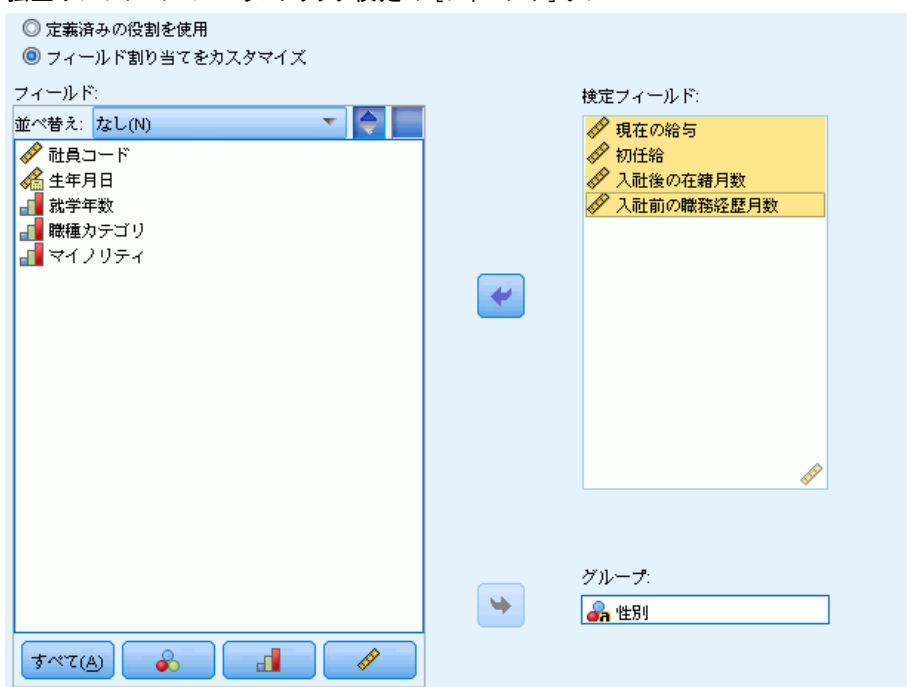 定義済みの役割を使用
フィールド割り当てをカスタマイズ
フィールド:
並べ替え: なし(N)
社員コード
生年月日
就学年数
職種カテゴリ
マイノリティ
すべて(A)
検定フィールド:
現在の給与
初任給
入社後の在籍月数
入社前の職務経歴月数
グループ:
性別